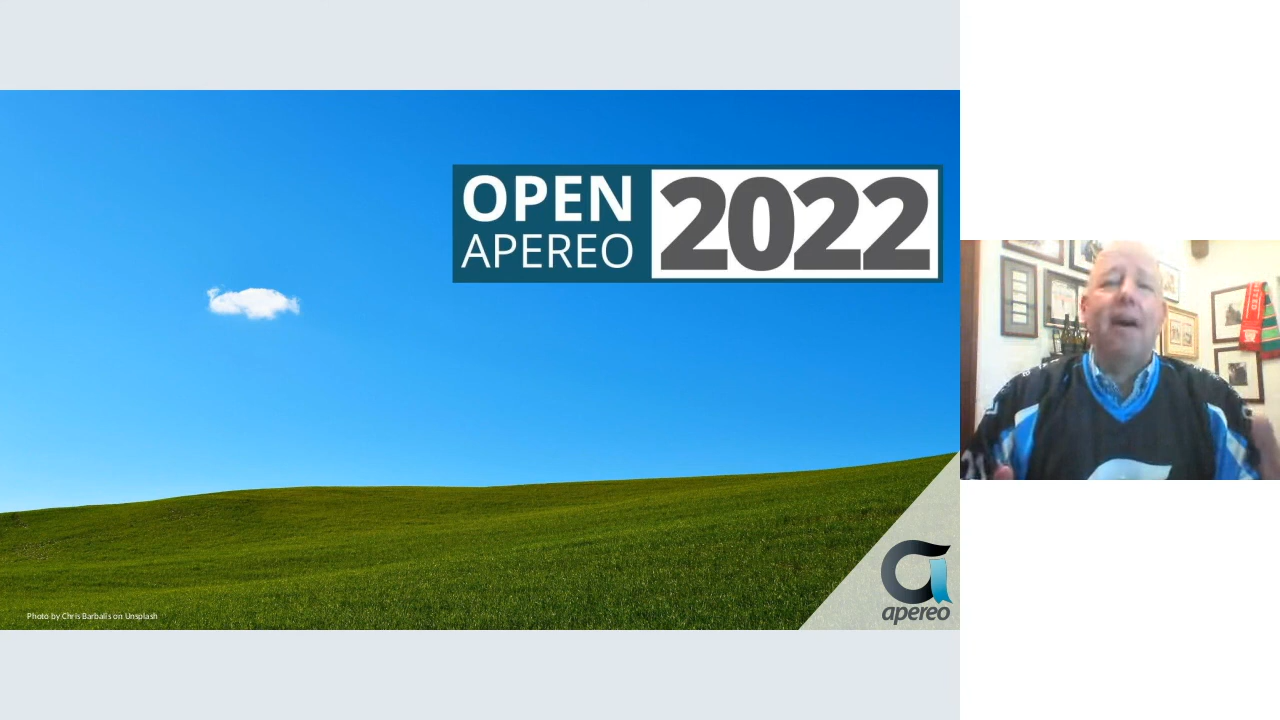 OPEN
APEREO
2022
Photo by Chris Barbalis on Unsplash
apereo